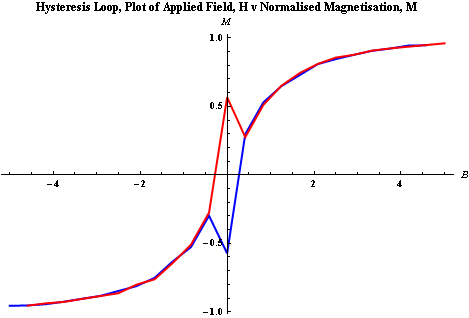 Hysteresis Loop, Plot of Applied Field, H v Normalised Magnetisation, M
M
1.0
0.5
-4
-2
2
4
B
-0.5
-1.0